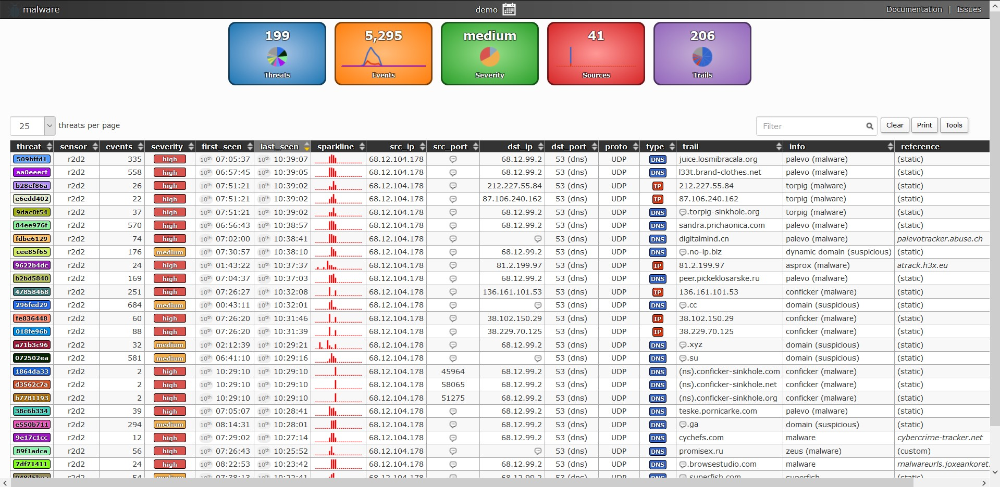 malware demo Documentation | Issues
199 5,295 medium 41 206
Threats Events Severity Sources Trails
25 threats per page Filter Clear Print Tools
threat sensor events severity first_seen last_seen sparkline src_ip src_port dst_ip dst_port proto type trail info reference
509bffd1 r2d2 335 high 10th 07:05:37 10th 10:39:07 68.12.104.178 68.12.99.2 53 (dns) UDP DNS juice.losmibracala.org palevo (malware) (static)
aa0eeecf r2d2 558 high 10th 06:57:45 10th 10:39:05 68.12.104.178 68.12.99.2 53 (dns) UDP DNS l33t.brand-clothes.net palevo (malware) (static)
b28ef86a r2d2 26 high 10th 07:51:21 10th 10:39:02 68.12.104.178 212.227.55.84 53 (dns) UDP IP 212.227.55.84 torpig (malware) (static)
e6edd402 r2d2 22 high 10th 07:51:21 10th 10:39:02 68.12.104.178 87.106.240.162 53 (dns) UDP IP 87.106.240.162 torpig (malware) (static)
9dac0f54 r2d2 37 high 10th 07:51:21 10th 10:39:02 68.12.104.178 68.12.99.2 53 (dns) UDP DNS .torpig-sinkhole.org torpig (malware) (static)
84ee976f r2d2 570 high 10th 06:56:43 10th 10:38:57 68.12.104.178 68.12.99.2 53 (dns) UDP DNS sandra.prichaonica.com palevo (malware) (static)
fdbe6129 r2d2 74 high 10th 07:02:00 10th 10:38:41 68.12.104.178 53 (dns) UDP DNS digitalmind.cn palevo (malware) palevotracker.abuse.ch
cee85f65 r2d2 176 medium 10th 07:30:57 10th 10:38:10 68.12.104.178 68.12.99.2 53 (dns) UDP DNS .no-ip.biz dynamic domain (suspicious) (static)
9622b4dc r2d2 24 high 10th 01:43:22 10th 10:37:37 68.12.104.178 81.2.199.97 53 (dns) UDP IP 81.2.199.97 asprox (malware) atrack.h3x.eu
b2bd5840 r2d2 169 high 10th 07:04:37 10th 10:37:03 68.12.104.178 68.12.99.2 53 (dns) UDP DNS peer.pickeklosarske.ru palevo (malware) (static)
47858468 r2d2 251 high 10th 07:26:27 10th 10:32:08 68.12.104.178 136.161.101.53 53 (dns) UDP IP 136.161.101.53 conficker (malware) (static)
296fed29 r2d2 684 medium 10th 00:43:11 10th 10:32:01 68.12.104.178 53 (dns) UDP DNS .cc domain (suspicious) (static)
fe836448 r2d2 60 high 10th 07:26:20 10th 10:31:46 68.12.104.178 38.102.150.29 53 (dns) UDP IP 38.102.150.29 conficker (malware) (static)
018fe96b r2d2 88 high 10th 07:26:20 10th 10:31:39 68.12.104.178 38.229.70.125 53 (dns) UDP IP 38.229.70.125 conficker (malware) (static)
a71b3c96 r2d2 32 medium 10th 02:12:39 10th 10:29:21 68.12.104.178 68.12.99.2 53 (dns) UDP DNS .xyz domain (suspicious) (static)
072502ea r2d2 581 medium 10th 06:41:10 10th 10:29:16 68.12.104.178 53 (dns) UDP DNS .su domain (suspicious) (static)
1864da33 r2d2 2 high 10th 10:29:10 10th 10:29:10 68.12.104.178 45964 68.12.99.2 53 (dns) UDP DNS (ns).conficker-sinkhole.com conficker (malware) (static)
d3562c7a r2d2 2 high 10th 10:29:10 10th 10:29:10 68.12.104.178 58065 68.12.99.2 53 (dns) UDP DNS (ns).conficker-sinkhole.net conficker (malware) (static)
b7781193 r2d2 2 high 10th 10:29:10 10th 10:29:10 68.12.104.178 51275 68.12.99.2 53 (dns) UDP DNS (ns).conficker-sinkhole.org conficker (malware) (static)
38c6b334 r2d2 39 high 10th 07:05:07 10th 10:28:41 68.12.104.178 68.12.99.2 53 (dns) UDP DNS teske.pornicarke.com palevo (malware) (static)
e550b711 r2d2 294 medium 10th 08:14:31 10th 10:28:01 68.12.104.178 68.12.99.2 53 (dns) UDP DNS .ga domain (suspicious) (static)
9e17c1cc r2d2 12 high 10th 07:29:02 10th 10:27:14 68.12.104.178 68.12.99.2 53 (dns) UDP DNS cychefs.com malware cybercrime-tracker.net
89f1adca r2d2 56 high 10th 07:26:43 10th 10:25:52 68.12.104.178 53 (dns) UDP DNS promisex.ru zeus (malware) (custom)
7df71411 r2d2 24 high 10th 08:22:53 10th 10:23:42 68.12.104.178 68.12.99.2 53 (dns) UDP DNS .browsestudio.com malware malwareurls.joxeankoret.
r2d2 54 medium 10th 07:38:13 10th 10:22:41 68.12.104.178 68.12.99.2 53 (dns) UDP DNS .superfish.com superfish (static)